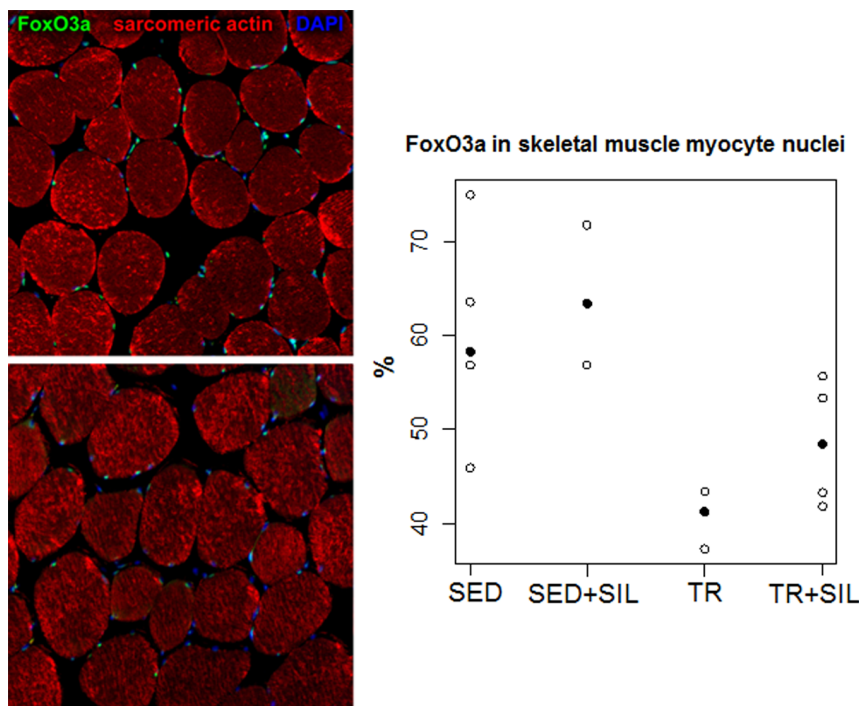 FoxO3a sarcomeric actin DAPI
FoxO3a in skeletal muscle myocyte nuclei
%
70
60
50
40
SED SED+SIL TR TR+SIL